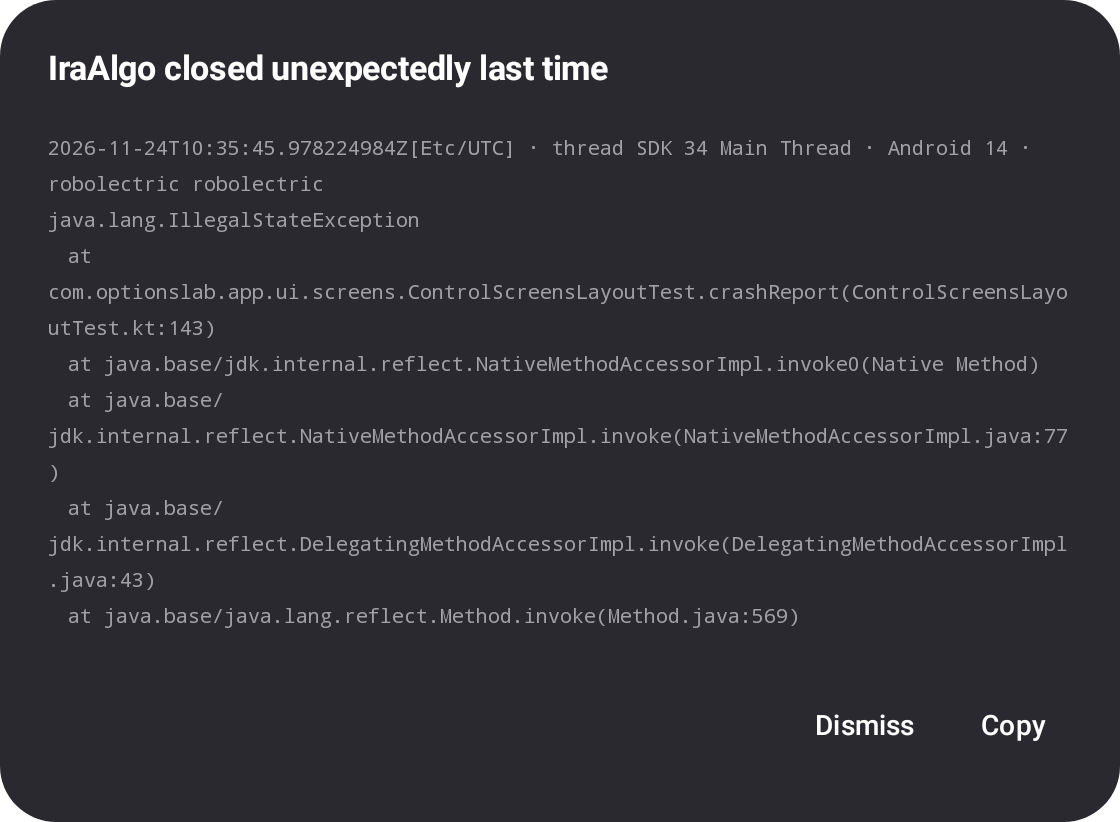 IraAlgo closed unexpectedly last time
2026-11-24T10:35:45.978224984Z[Etc/UTC] · thread SDK 34 Main Thread · Android 14 ·
robolectric robolectric
java.lang.IllegalStateException
  at
com.optionslab.app.ui.screens.ControlScreensLayoutTest.crashReport(ControlScreensLayo
utTest.kt:143)
  at java.base/jdk.internal.reflect.NativeMethodAccessorImpl.invoke0(Native Method)
  at java.base/
jdk.internal.reflect.NativeMethodAccessorImpl.invoke(NativeMethodAccessorImpl.java:77
)
  at java.base/
jdk.internal.reflect.DelegatingMethodAccessorImpl.invoke(DelegatingMethodAccessorImpl
.java:43)
  at java.base/java.lang.reflect.Method.invoke(Method.java:569)
Dismiss Copy